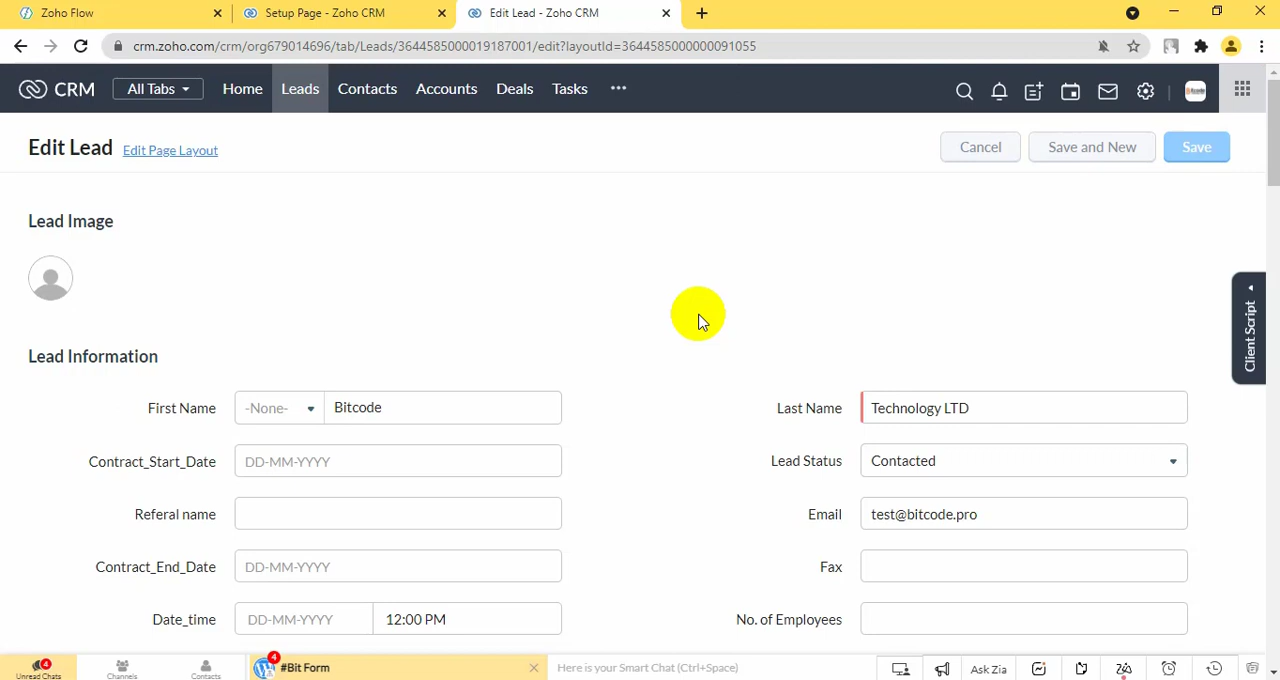 Zoho Flow
Setup Page - Zoho CRM
Edit Lead - Zoho CRM
crm.zoho.com/crm/org679014696/tab/Leads/3644585000019187001/edit?layoutId=3644585000000091055
CRM All Tabs Home Leads Contacts Accounts Deals Tasks •••
Edit Lead Edit Page Layout Cancel Save and New Save
Lead Image
Client Script
Lead Information
First Name -None- Bitcode Last Name Technology LTD
Contract_Start_Date DD-MM-YYYY Lead Status Contacted
Referal name Email test@bitcode.pro
Contract_End_Date DD-MM-YYYY Fax
Date_time DD-MM-YYYY 12:00 PM No. of Employees
4 Unread Chats Channels Contacts 4 #Bit Form Here is your Smart Chat (Ctrl+Space) Ask Zia